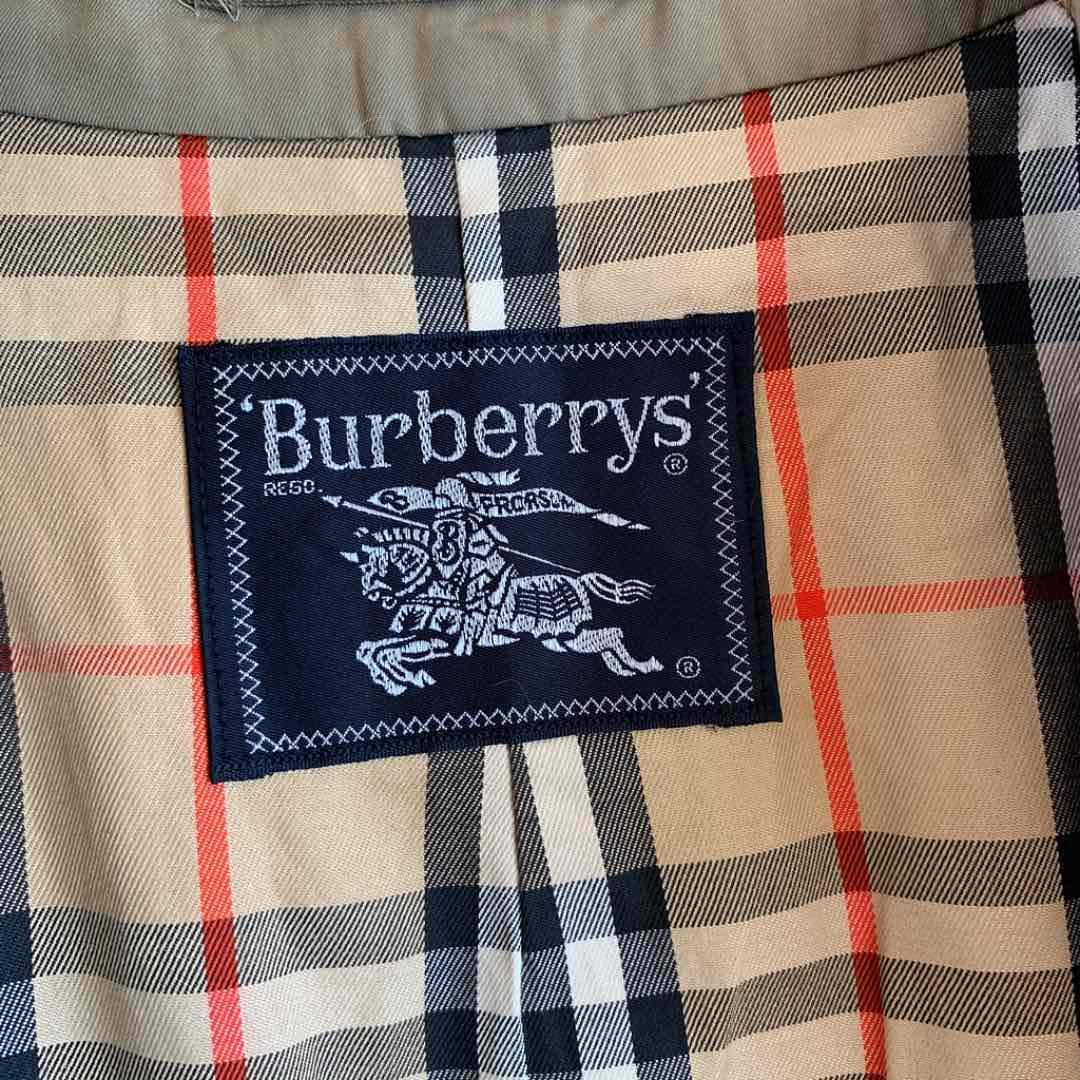 ‘Burberrys’
®
REGD.
B PRORSUM
B
®